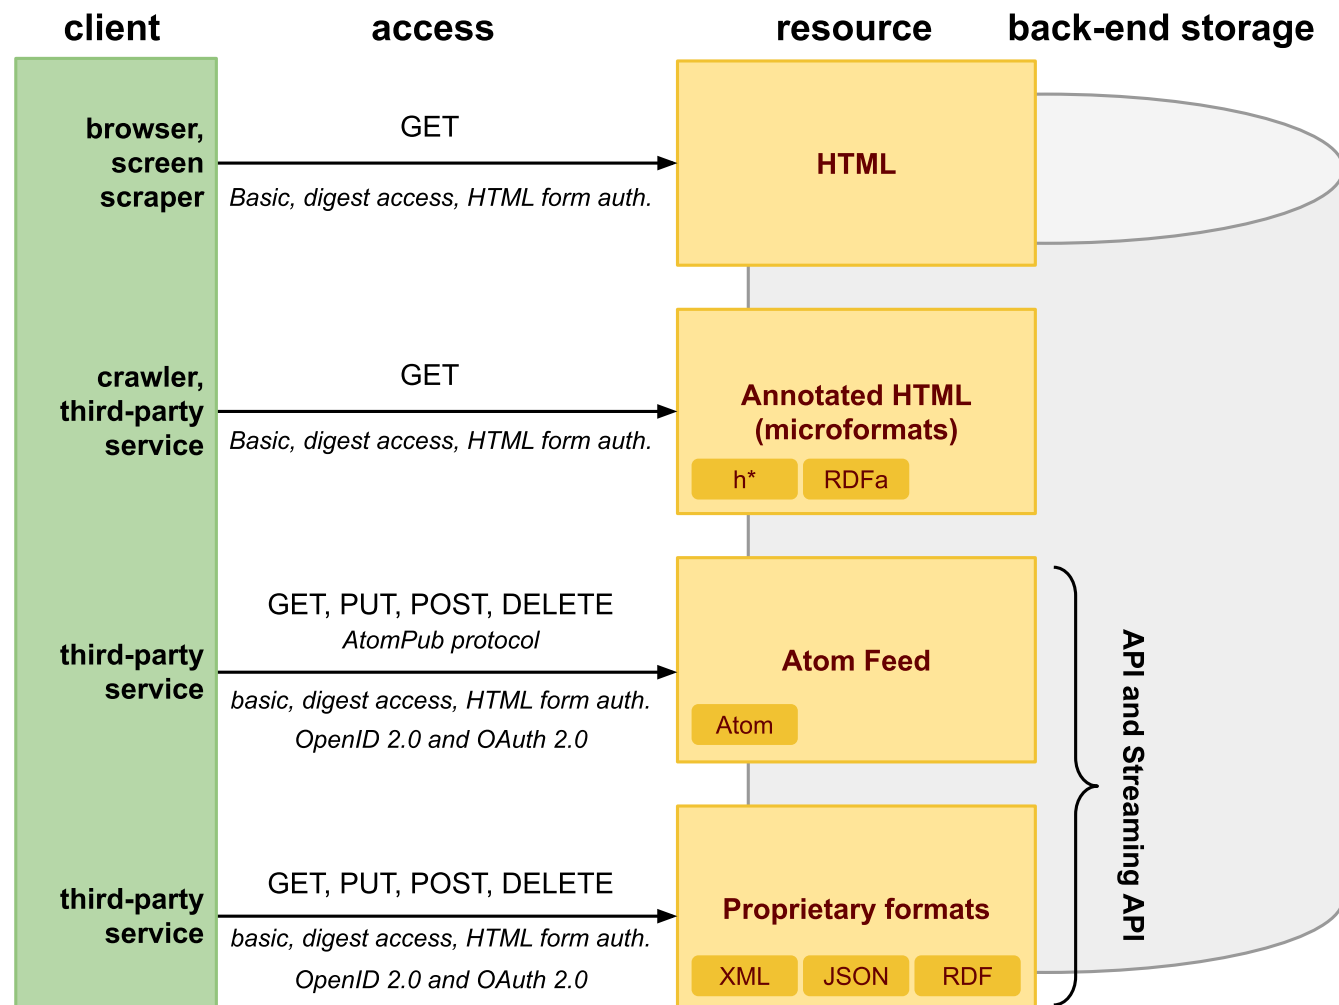 client
access
resource
back-end storage
browser,
screen
scraper
GET
Basic, digest access, HTML form auth.
HTML
crawler,
third-party
service
GET
Basic, digest access, HTML form auth.
Annotated HTML
(microformats)
h*
RDFa
third-party
service
GET, PUT, POST, DELETE
AtomPub protocol
basic, digest access, HTML form auth.
OpenID 2.0 and OAuth 2.0
Atom Feed
Atom
third-party
service
GET, PUT, POST, DELETE
basic, digest access, HTML form auth.
OpenID 2.0 and OAuth 2.0
Proprietary formats
XML
JSON
RDF
API and Streaming API